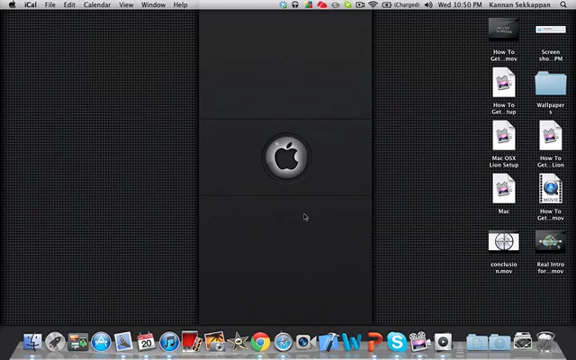 iCal File Edit Calendar View Window Help (Charged) Wed 10:50 PM Kannan Sekkappan
How To Get...mov
Screen sho...PM
How To Get...tup
Wallpapers
Mac OSX Lion Setup
How To Get...Lion
Mac
How To Get...mov
conclusion.mov
Real Intro for...mov
20